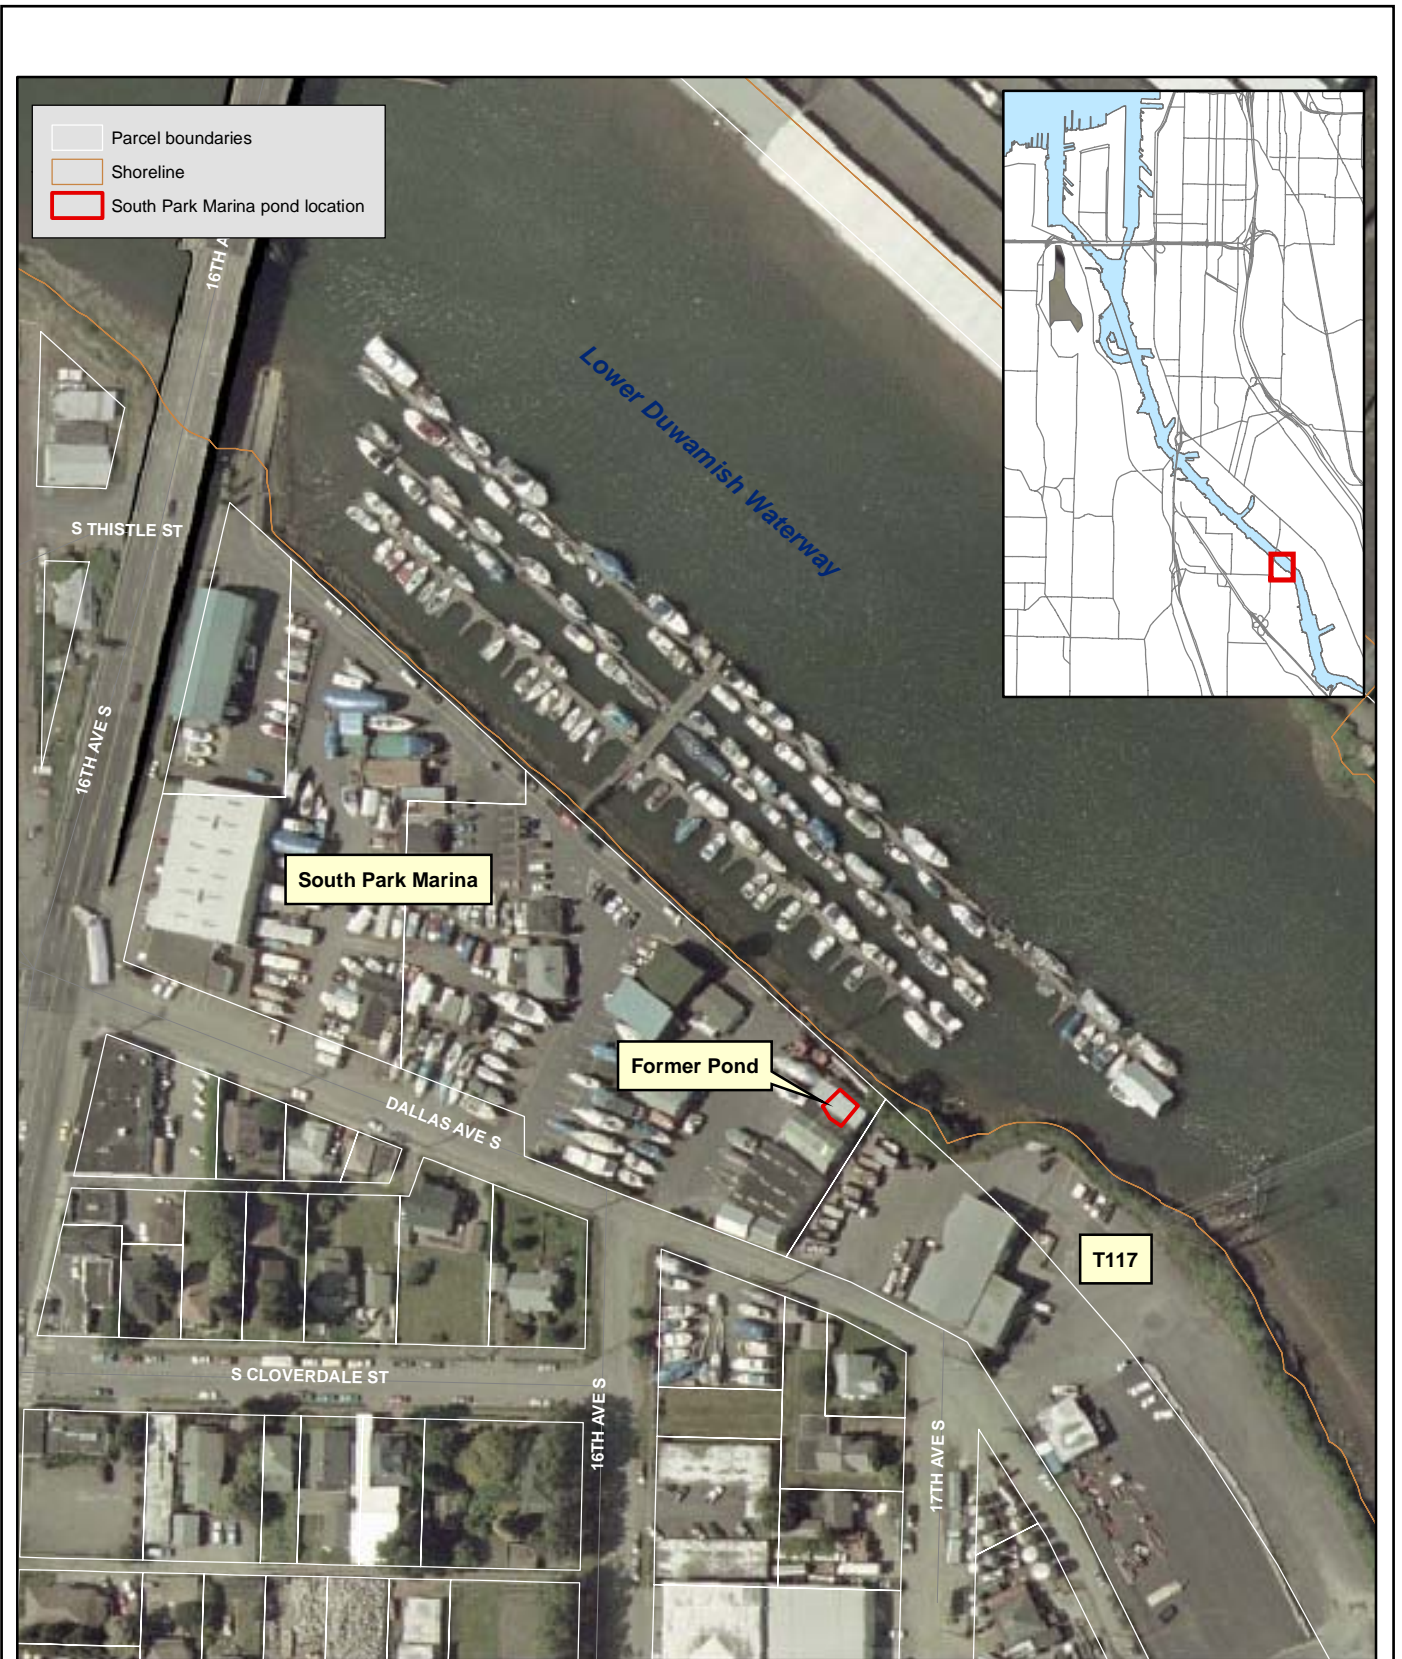 Parcel boundaries
Shoreline
South Park Marina pond location
16TH A
Lower Duwamish Waterway
S THISTLE ST
16TH AVE S
South Park Marina
Former Pond
DALLAS AVE S
T117
S CLOVERDALE ST
16TH AVE S
17TH AVE S